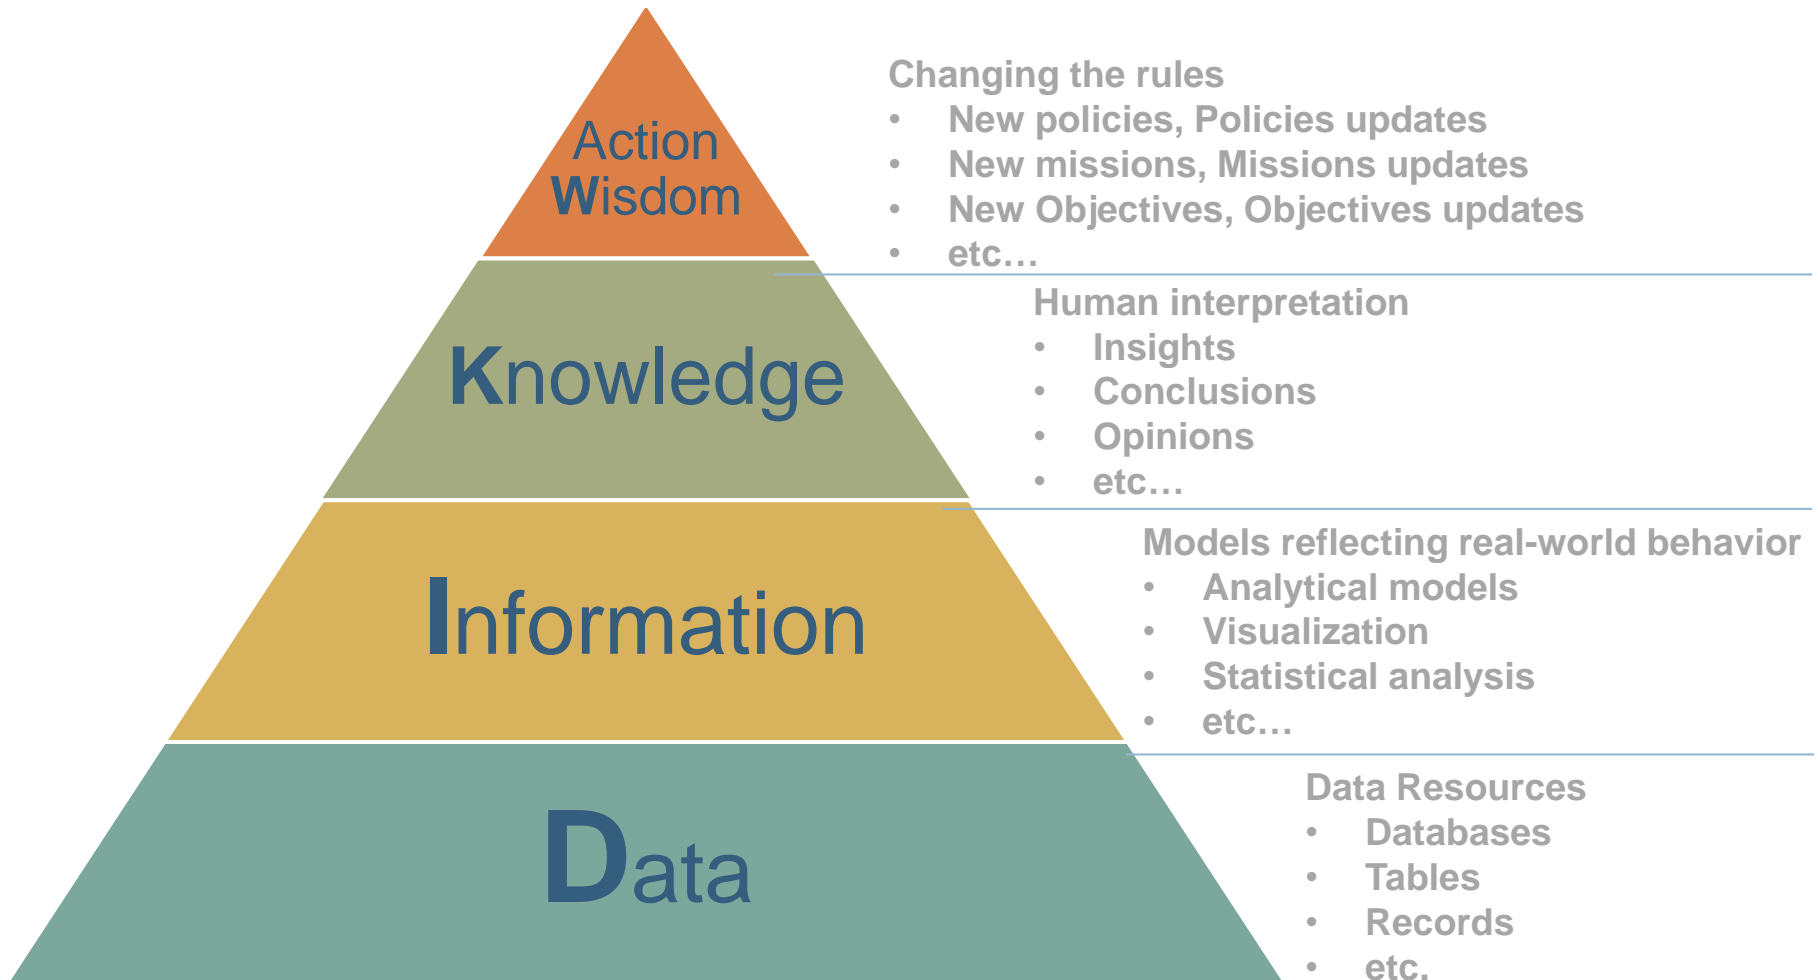 Action
Wisdom
Changing the rules
• New policies, Policies updates
• New missions, Missions updates
• New Objectives, Objectives updates
• etc…
Knowledge
Human interpretation
• Insights
• Conclusions
• Opinions
• etc…
Information
Models reflecting real-world behavior
• Analytical models
• Visualization
• Statistical analysis
• etc…
Data
Data Resources
• Databases
• Tables
• Records
• etc.